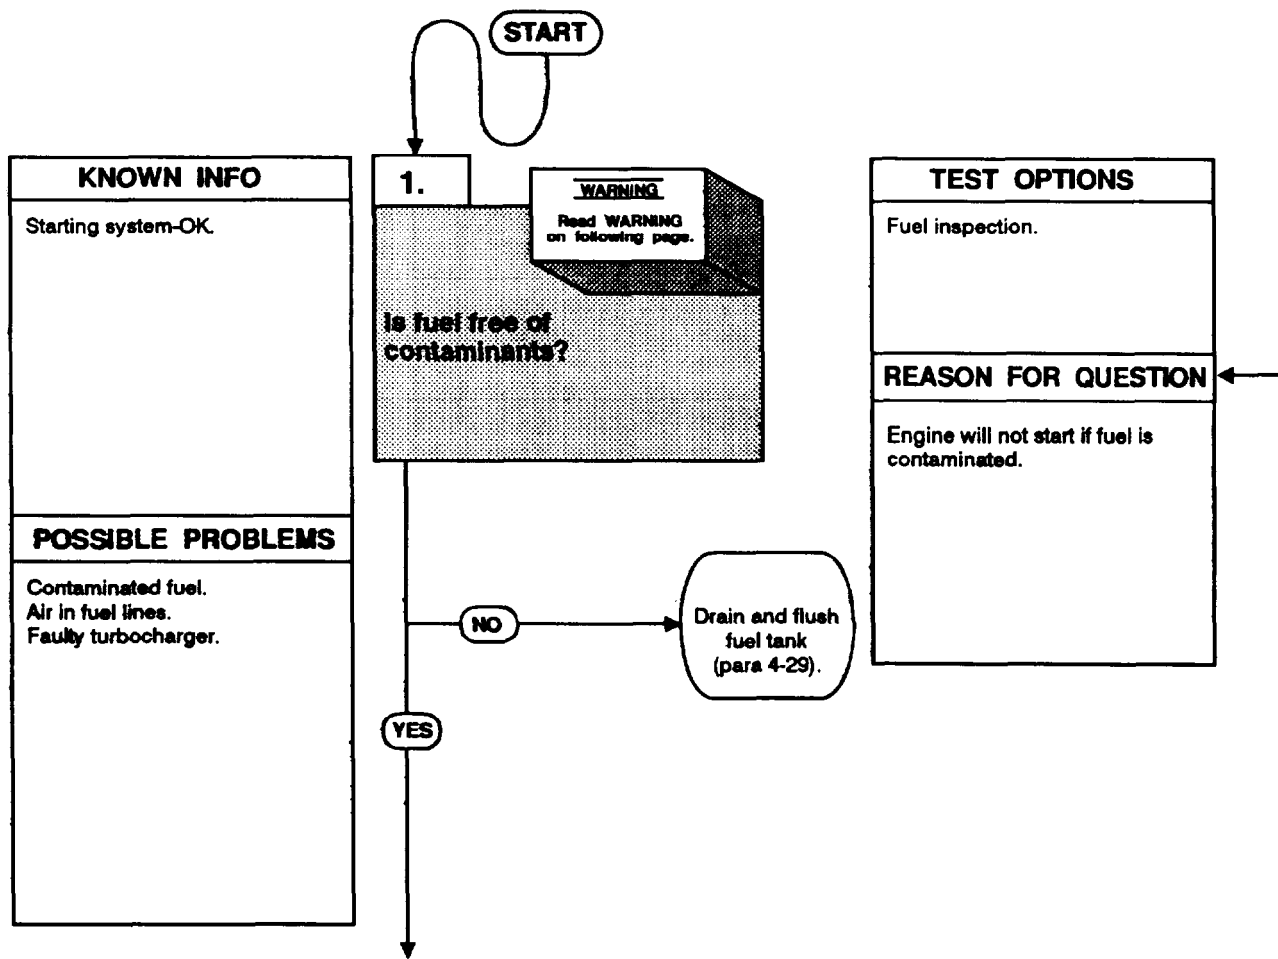 START
KNOWN INFO
Starting system-OK.
POSSIBLE PROBLEMS
Contaminated fuel.
Air in fuel lines.
Faulty turbocharger.
1.
WARNING
Read WARNING
on following page.
Is fuel free of
contaminants?
NO
Drain and flush
fuel tank
(para 4-29).
YES
TEST OPTIONS
Fuel inspection.
REASON FOR QUESTION
Engine will not start if fuel is
contaminated.